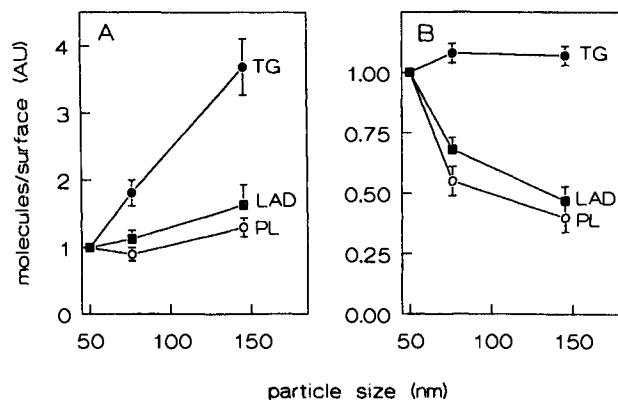 A
B
molecules/surface (AU)
4
3
2
1
0
TG
LAD
PL
50
100
150
1.00
0.75
0.50
0.25
0.00
TG
LAD
PL
50
100
150
particle size (nm)